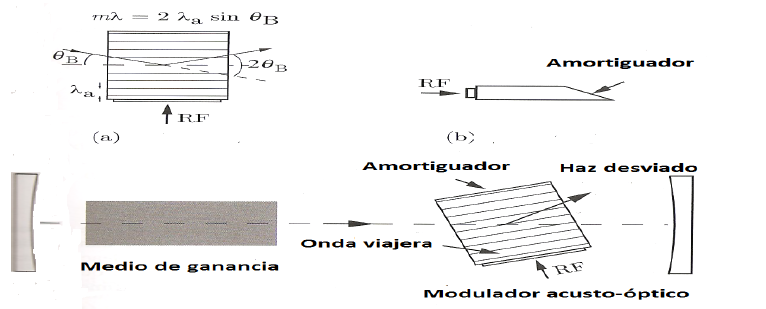 mλ = 2 λa sin θB
θB
2θB
λa
RF
(a)
Amortiguador
RF
(b)
Amortiguador
Haz desviado
Onda viajera
Medio de ganancia
RF
Modulador acusto-óptico